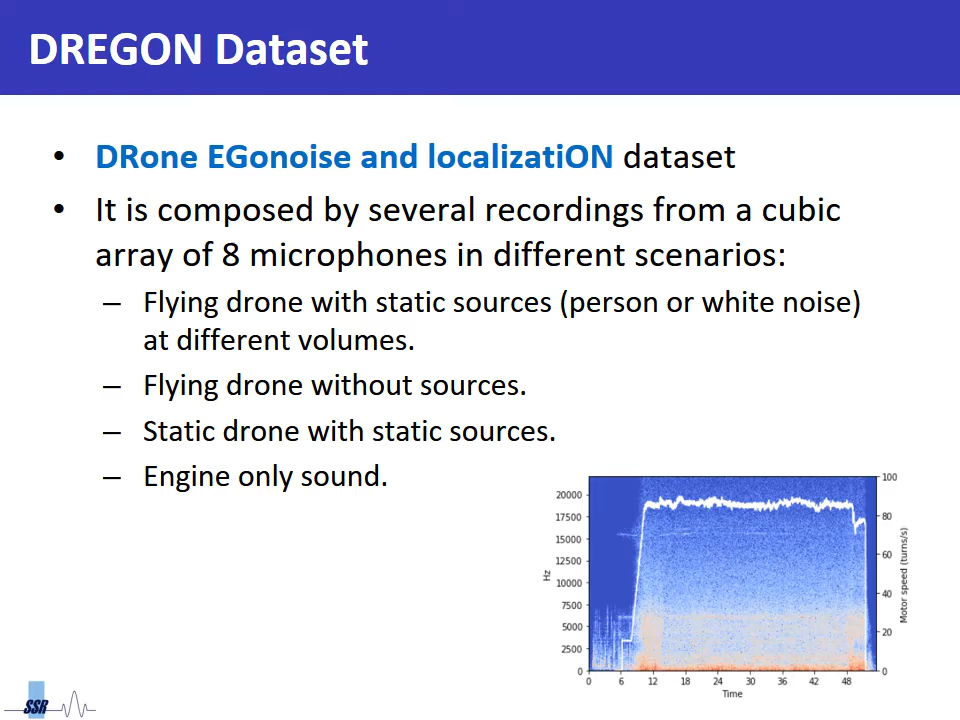 DREGON Dataset
• DRone EGonoise and localizatiON dataset
• It is composed by several recordings from a cubic
array of 8 microphones in different scenarios:
– Flying drone with static sources (person or white noise)
at different volumes.
– Flying drone without sources.
– Static drone with static sources.
– Engine only sound.
20000
17500
15000
12500
10000
7500
5000
2500
0
Hz
100
80
60
40
20
0
Motor speed (turns/s)
0 6 12 18 24 30 36 42 48
Time
SSR